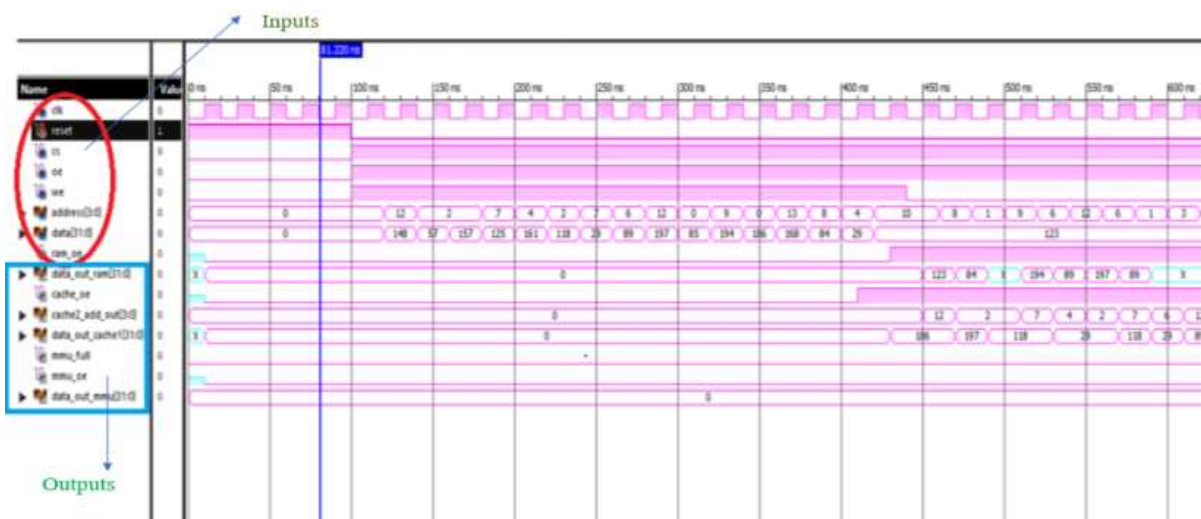 Inputs
81.220 ns
Name Value 0 ns 50 ns 100 ns 150 ns 200 ns 250 ns 300 ns 350 ns 400 ns 450 ns 500 ns 550 ns 600 ns
clk 0
reset 1
cs 0
oe 0
we 0
address[3:0] 0 0 12 2 7 4 2 7 6 12 0 9 0 13 8 4 10 8 1 9 6 12 6 1 3
data[31:0] 0 0 148 57 157 125 161 118 29 89 197 85 194 186 168 84 29 123
ram_oe 0
data_out_ram[31:0] 0 X 0 123 84 X 194 89 197 89 X
cache_oe 0
cache2_add_out[3:0] 0 0 12 2 7 4 2 7 6
data_out_cache1[31:0] 0 X 0 186 197 118 29 118 29
mmu_full 0
mmu_oe 0
data_out_mmu[31:0] 0 0
Outputs